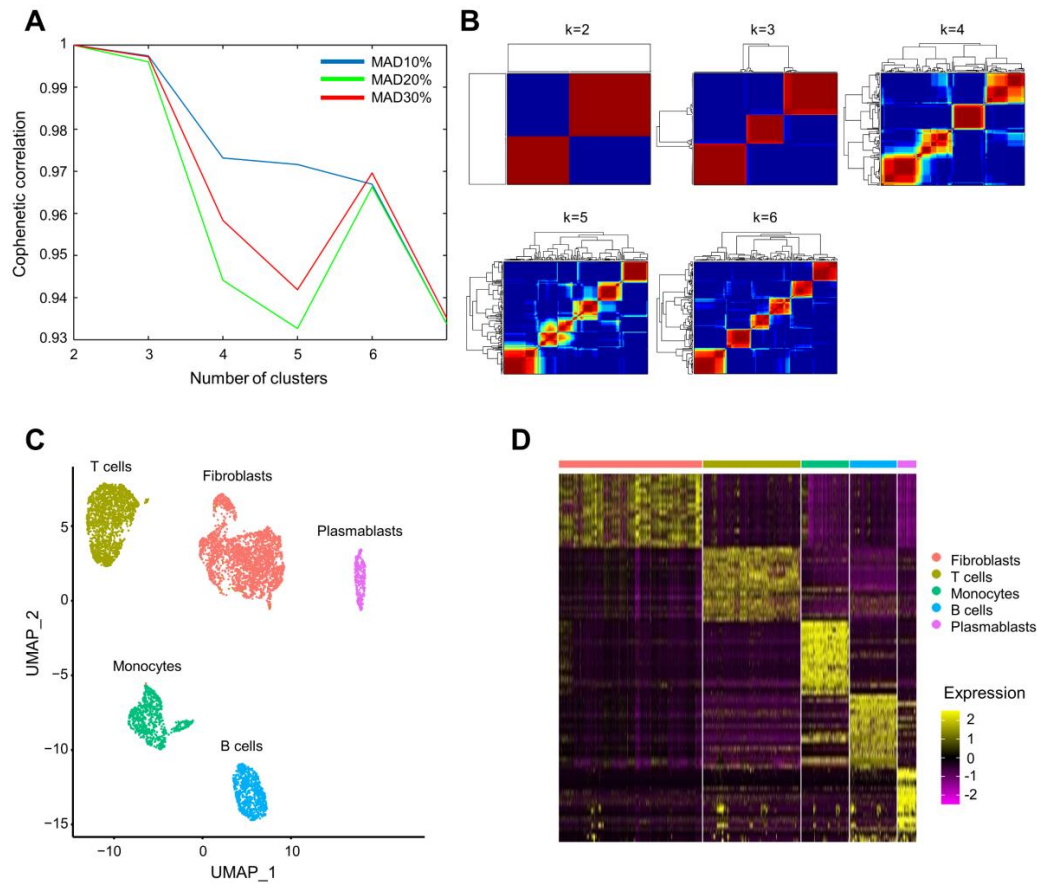 A
1
0.99
0.98
0.97
0.96
0.95
0.94
0.93
Cophenetic correlation
2 3 4 5 6
Number of clusters
MAD10%
MAD20%
MAD30%
B
k=2
k=3
k=4
k=5
k=6
C
T cells
Fibroblasts
Plasmablasts
Monocytes
B cells
5
0
−5
−10
−15
UMAP_2
−10 0 10
UMAP_1
D
Fibroblasts
T cells
Monocytes
B cells
Plasmablasts
Expression
2
1
0
-1
-2